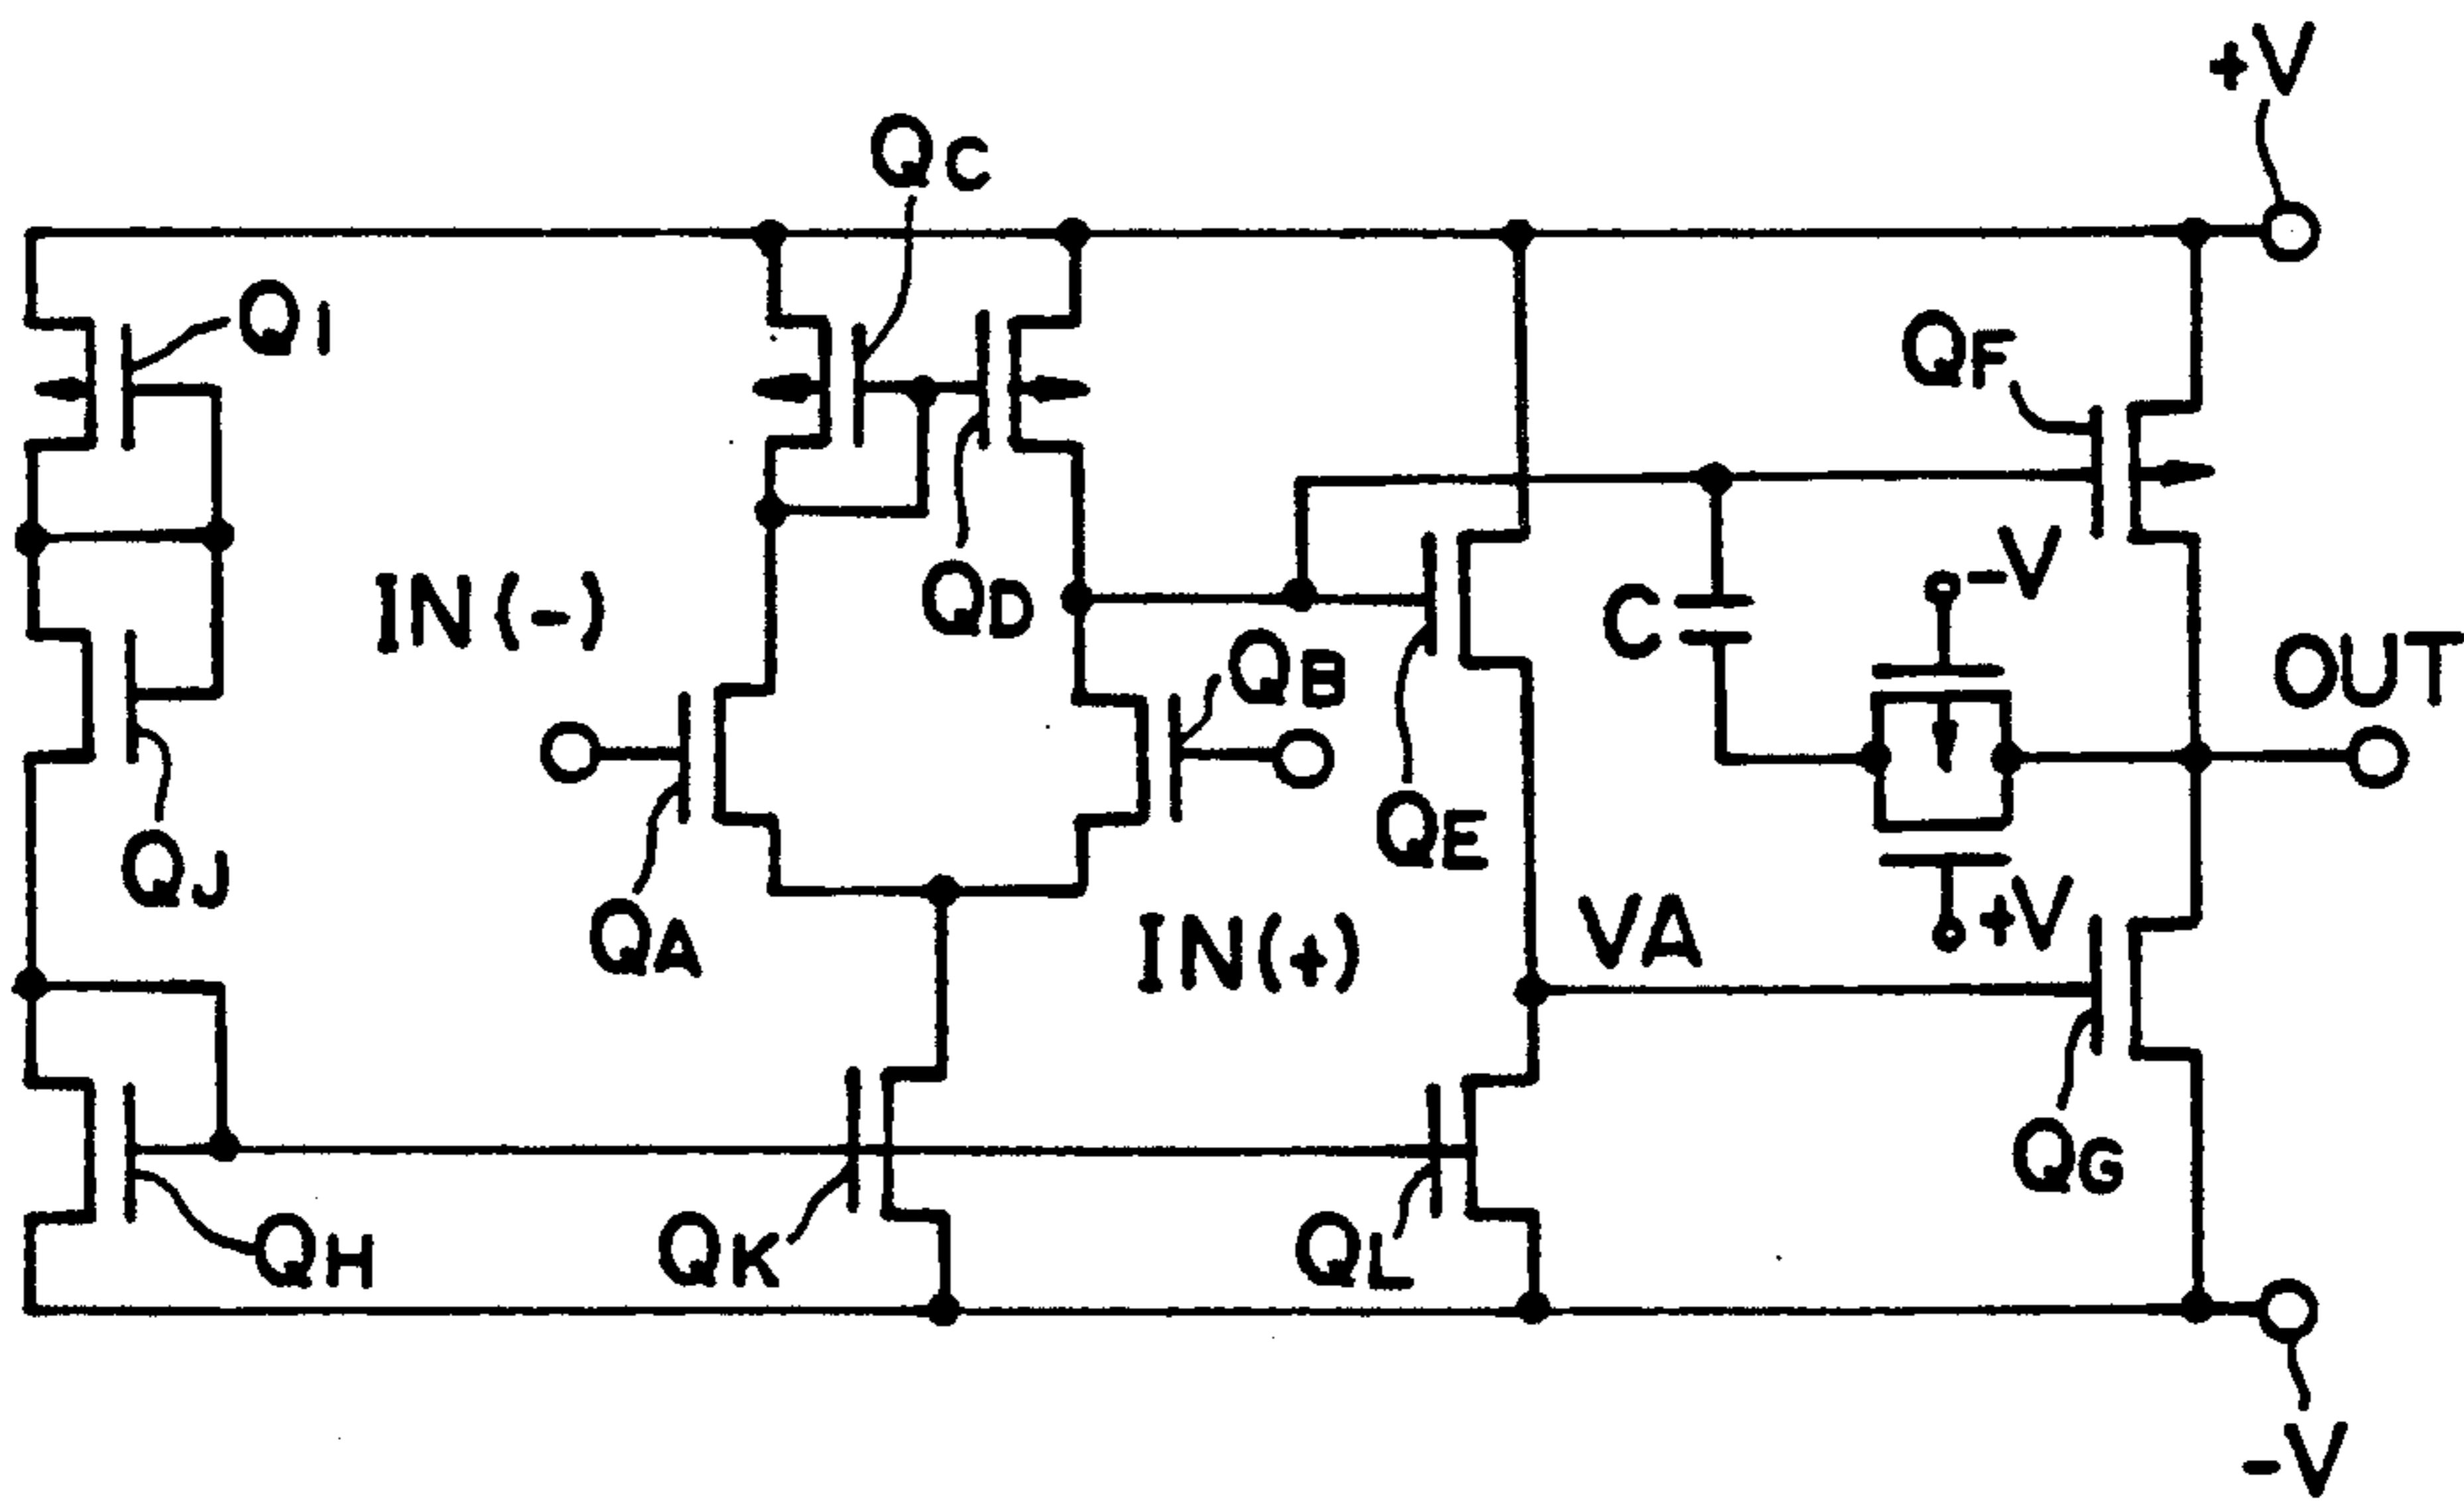 +V
QC
QI
QF
-V
IN(-)
QD
C
QB
OUT
QJ
QE
QA
IN(+)
VA
+V
QG
QH
QK
QL
-V